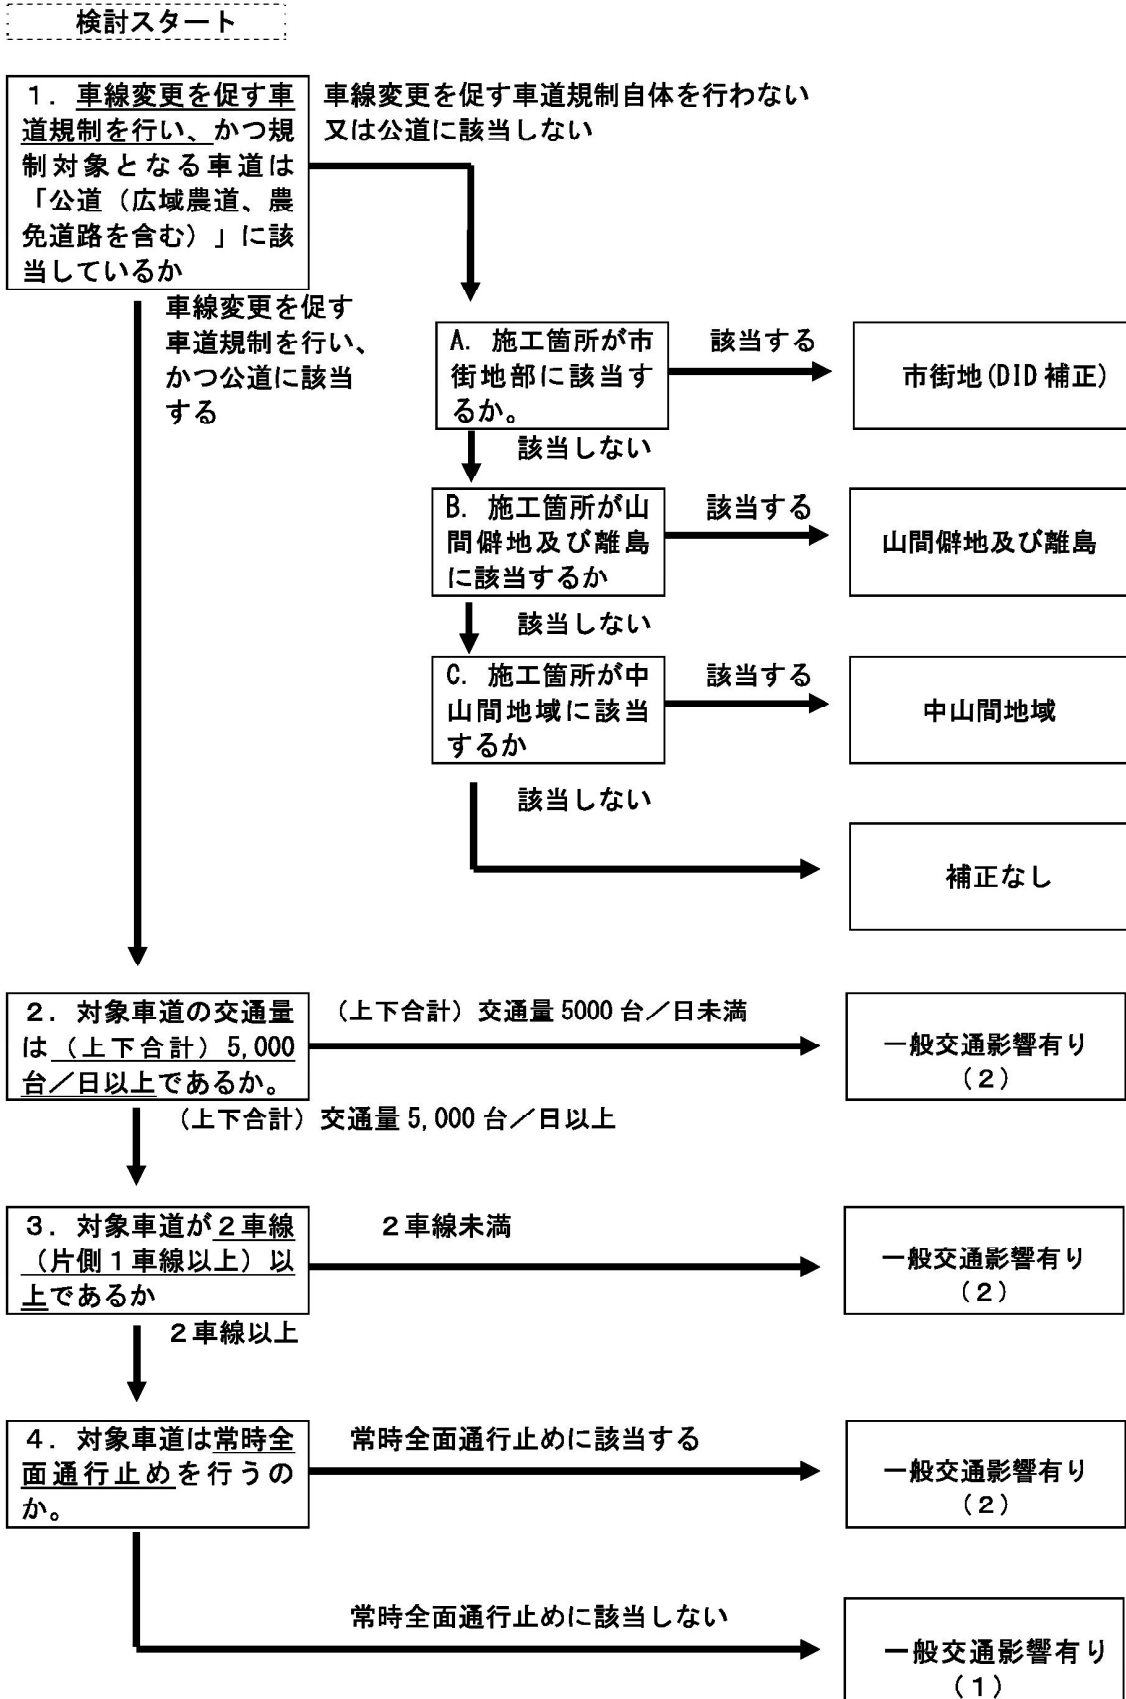 検討スタート
１．車線変更を促す車
道規制を行い、かつ規
制対象となる車道は
「公道（広域農道、農
免道路を含む）」に該
当しているか
車線変更を促す車道規制自体を行わない
又は公道に該当しない
車線変更を促す
車道規制を行い、
かつ公道に該当
する
A. 施工箇所が市
街地部に該当す
るか。
該当する
市街地(DID 補正)
該当しない
B. 施工箇所が山
間僻地及び離島
に該当するか
該当する
山間僻地及び離島
該当しない
C. 施工箇所が中
山間地域に該当
するか
該当する
中山間地域
該当しない
補正なし
２．対象車道の交通量
は（上下合計）5,000
台／日以上であるか。
（上下合計）交通量 5000 台／日未満
一般交通影響有り
（２）
（上下合計）交通量 5,000 台／日以上
３．対象車道が２車線
（片側１車線以上）以
上であるか
２車線未満
一般交通影響有り
（２）
２車線以上
４．対象車道は常時全
面通行止めを行うの
か。
常時全面通行止めに該当する
一般交通影響有り
（２）
常時全面通行止めに該当しない
一般交通影響有り
（１）